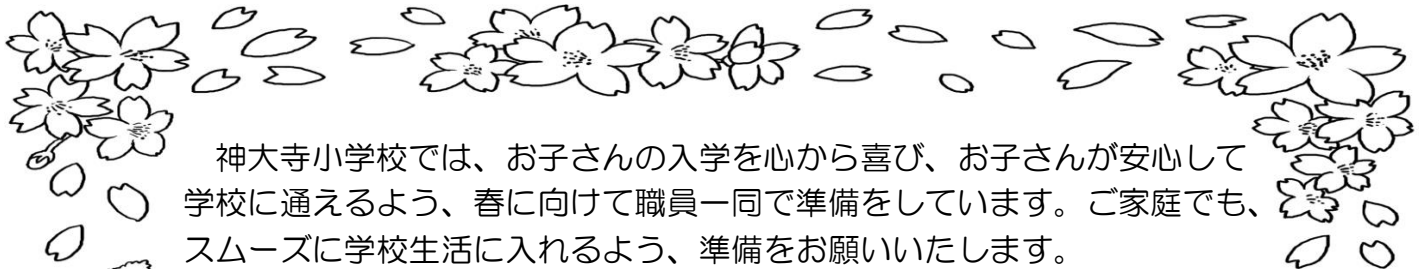 神大寺小学校では、お子さんの入学を心から喜び、お子さんが安心して
学校に通えるよう、春に向けて職員一同で準備をしています。ご家庭でも、
スムーズに学校生活に入れるよう、準備をお願いいたします。